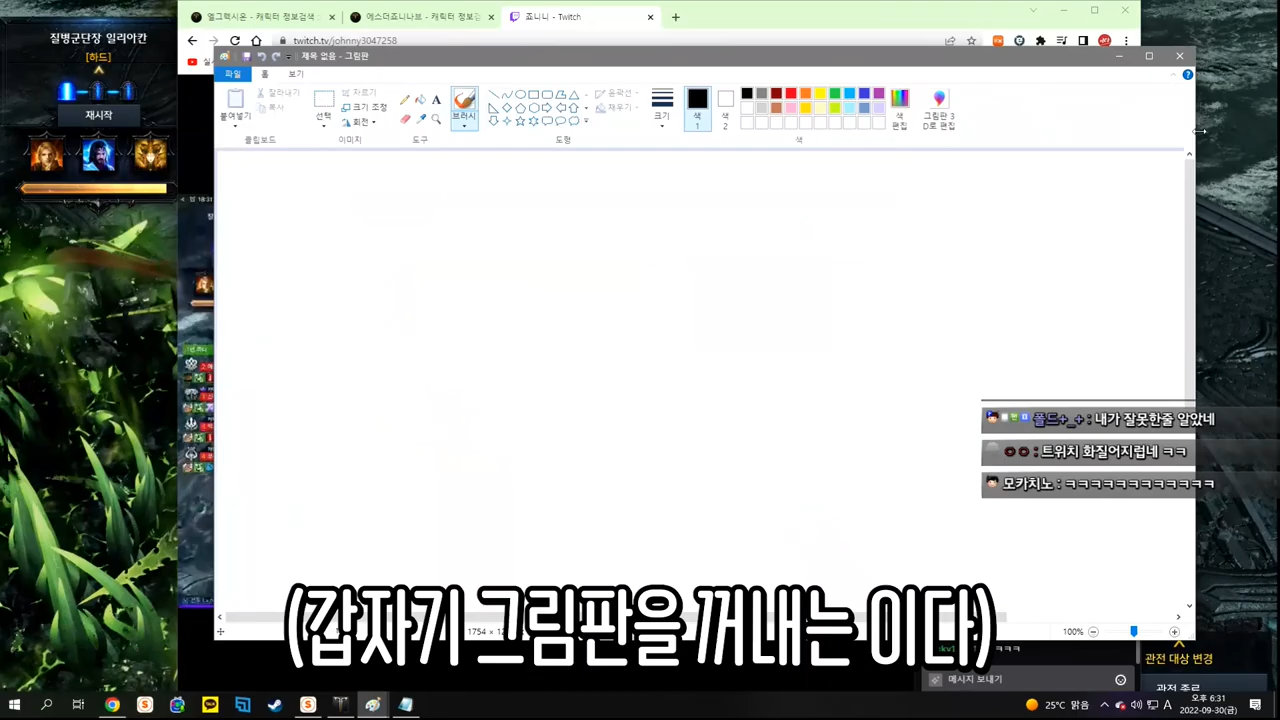 질병군단장 일리아칸
[하드]
재시작
엘그랙시온 - 캐릭터 정보검색
에스더죠니나브 - 캐릭터 정보검
죠니니 - Twitch
twitch.tv/johnny3047258
제목 없음 - 그림판
파일 홈 보기
붙여넣기
잘라내기
복사
클립보드
선택
자르기
크기 조정
회전
이미지
브러시
도구
윤곽선
채우기
도형
크기
색 1
색 2
색 편집
색
그림판 3D로 편집
폴드+_+ : 내가 잘못한줄 알았네
ㅇㅇ : 트위치 화질어지럽네 ㅋㅋ
모카치노 : ㅋㅋㅋㅋㅋㅋㅋㅋㅋㅋㅋ
(갑자기 그림판을 꺼내는 이다)
100%
메시지 보내기
관전 대상 변경
관전 종료
25°C 맑음
A
오후 6:31
2022-09-30(금)